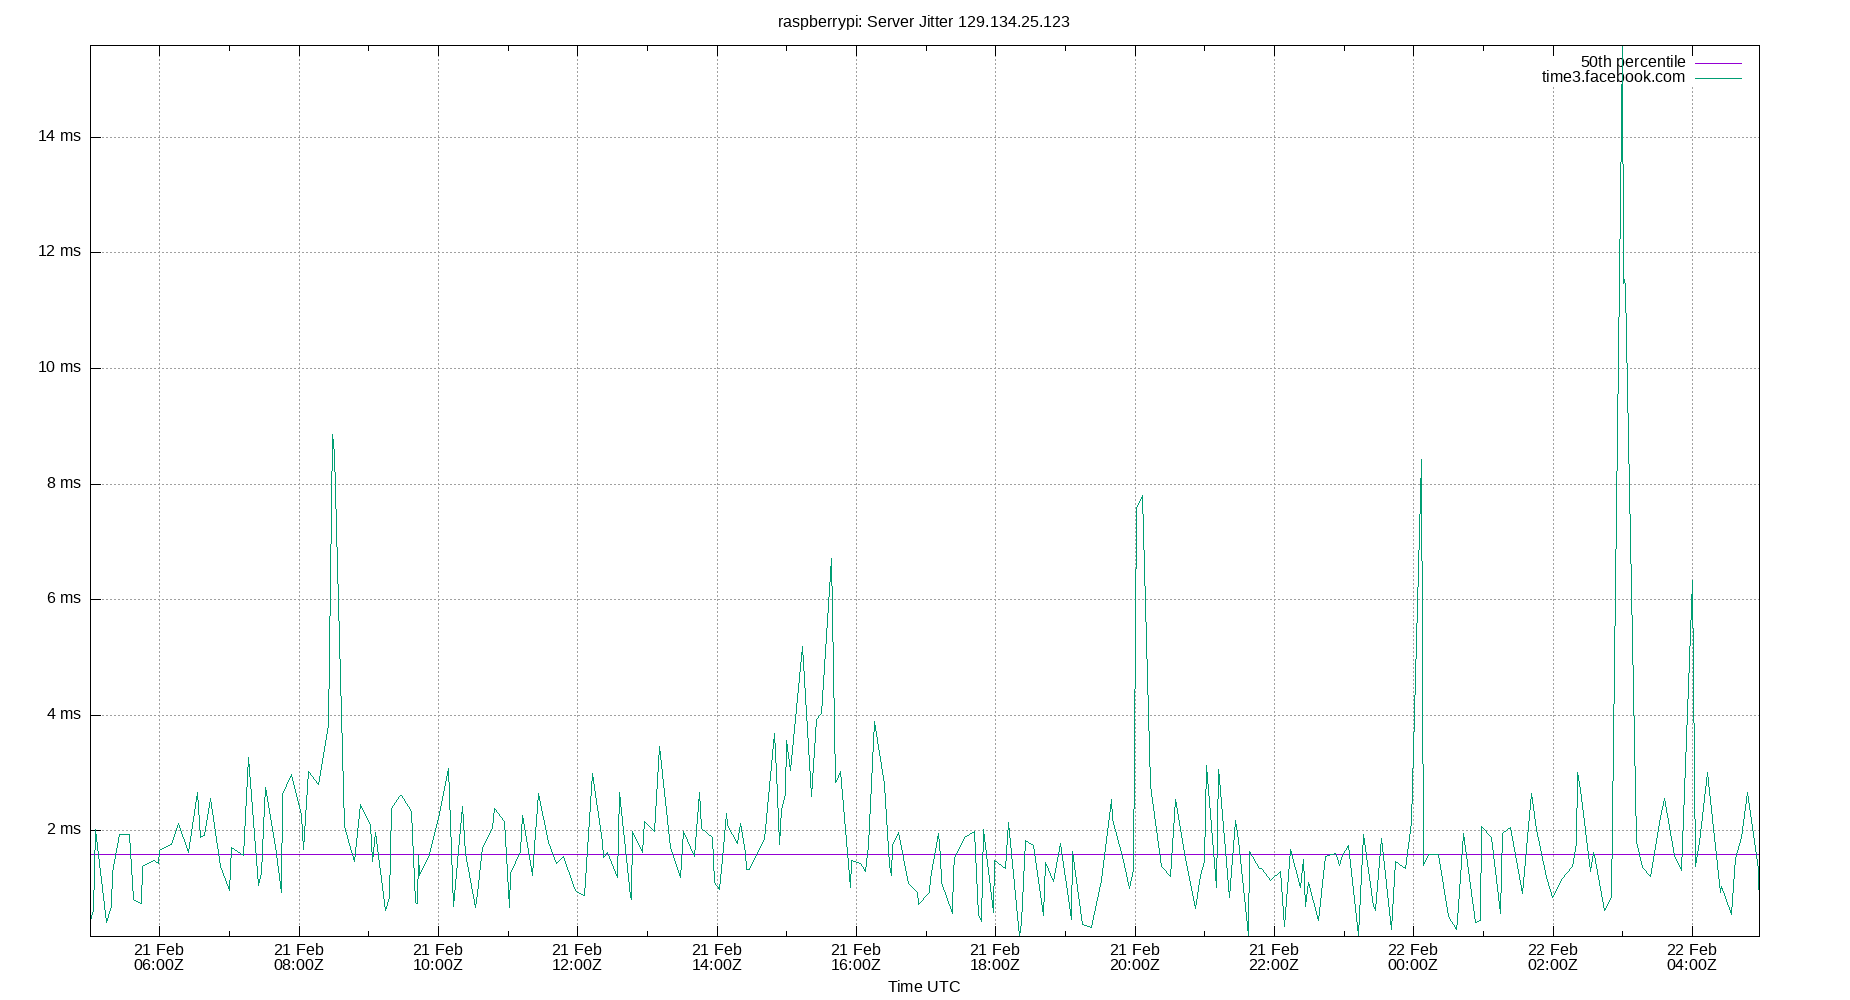 raspberrypi: Server Jitter 129.134.25.123
50th percentile
time3.facebook.com
14 ms
12 ms
10 ms
8 ms
6 ms
4 ms
2 ms
21 Feb 21 Feb 21 Feb 21 Feb 21 Feb 21 Feb 21 Feb 21 Feb 21 Feb 22 Feb 22 Feb 22 Feb
06:00Z 08:00Z 10:00Z 12:00Z 14:00Z 16:00Z 18:00Z 20:00Z 22:00Z 00:00Z 02:00Z 04:00Z
Time UTC